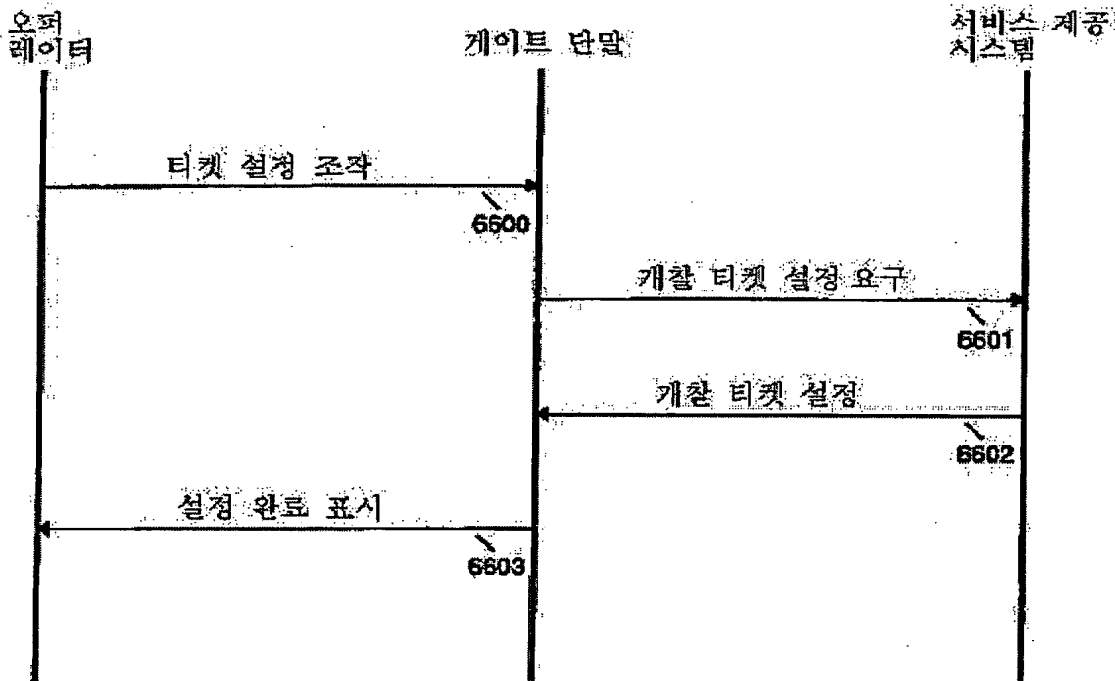 오퍼
레이터
게이트 단말
서비스 제공
시스템
티켓 설정 조작
6600
개찰 티켓 설정 요구
6601
개찰 티켓 설정
6602
설정 완료 표시
6603